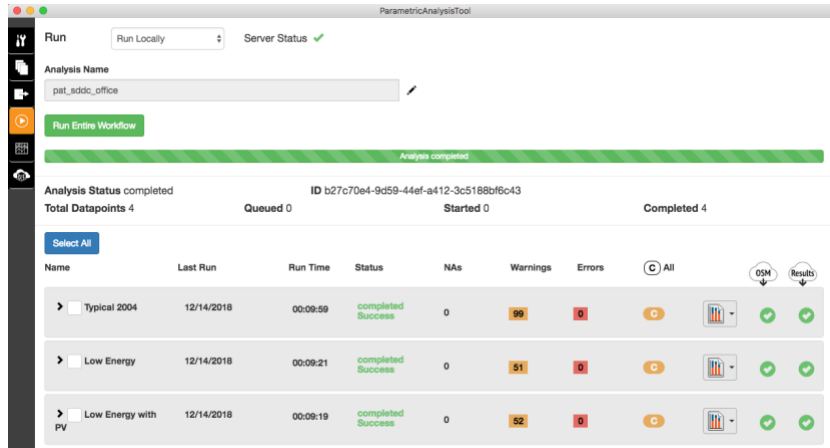 ParametricAnalysisTool
Run Run Locally Server Status
Analysis Name
pat_sddc_office
Run Entire Workflow
Analysis completed
Analysis Status completed ID b27c70e4-9d59-44ef-a412-3c5188bf6c43
Total Datapoints 4 Queued 0 Started 0 Completed 4
Select All
Name Last Run Run Time Status NAs Warnings Errors C All OSM Results
Typical 2004 12/14/2018 00:09:59 completed Success 0 99 0 C
Low Energy 12/14/2018 00:09:21 completed Success 0 51 0 C
Low Energy with PV 12/14/2018 00:09:19 completed Success 0 52 0 C